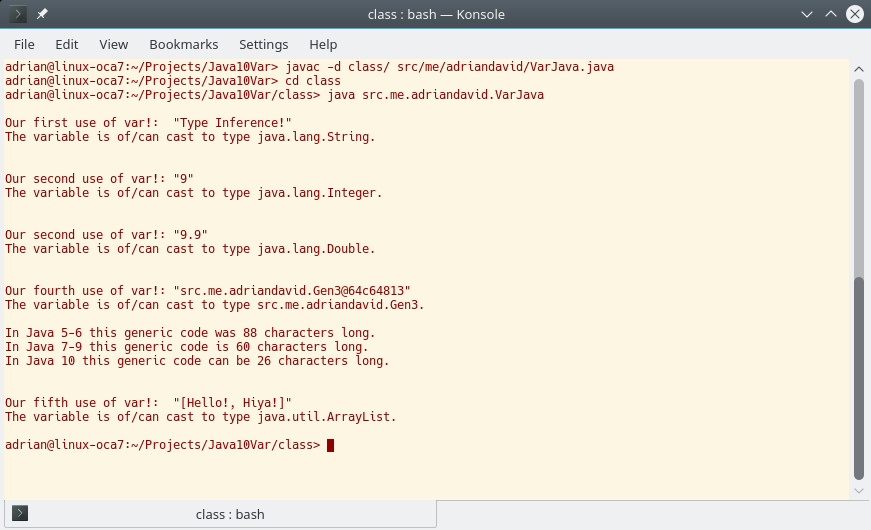 class : bash — Konsole
File Edit View Bookmarks Settings Help
adrian@linux-oca7:~/Projects/Java10Var> javac -d class/ src/me/adriandavid/VarJava.java
adrian@linux-oca7:~/Projects/Java10Var> cd class
adrian@linux-oca7:~/Projects/Java10Var/class> java src.me.adriandavid.VarJava
Our first use of var!:  "Type Inference!"
The variable is of/can cast to type java.lang.String.
Our second use of var!: "9"
The variable is of/can cast to type java.lang.Integer.
Our second use of var!: "9.9"
The variable is of/can cast to type java.lang.Double.
Our fourth use of var!: "src.me.adriandavid.Gen3@64c64813"
The variable is of/can cast to type src.me.adriandavid.Gen3.
In Java 5-6 this generic code was 88 characters long.
In Java 7-9 this generic code is 60 characters long.
In Java 10 this generic code can be 26 characters long.
Our fifth use of var!:  "[Hello!, Hiya!]"
The variable is of/can cast to type java.util.ArrayList.
adrian@linux-oca7:~/Projects/Java10Var/class>
class : bash